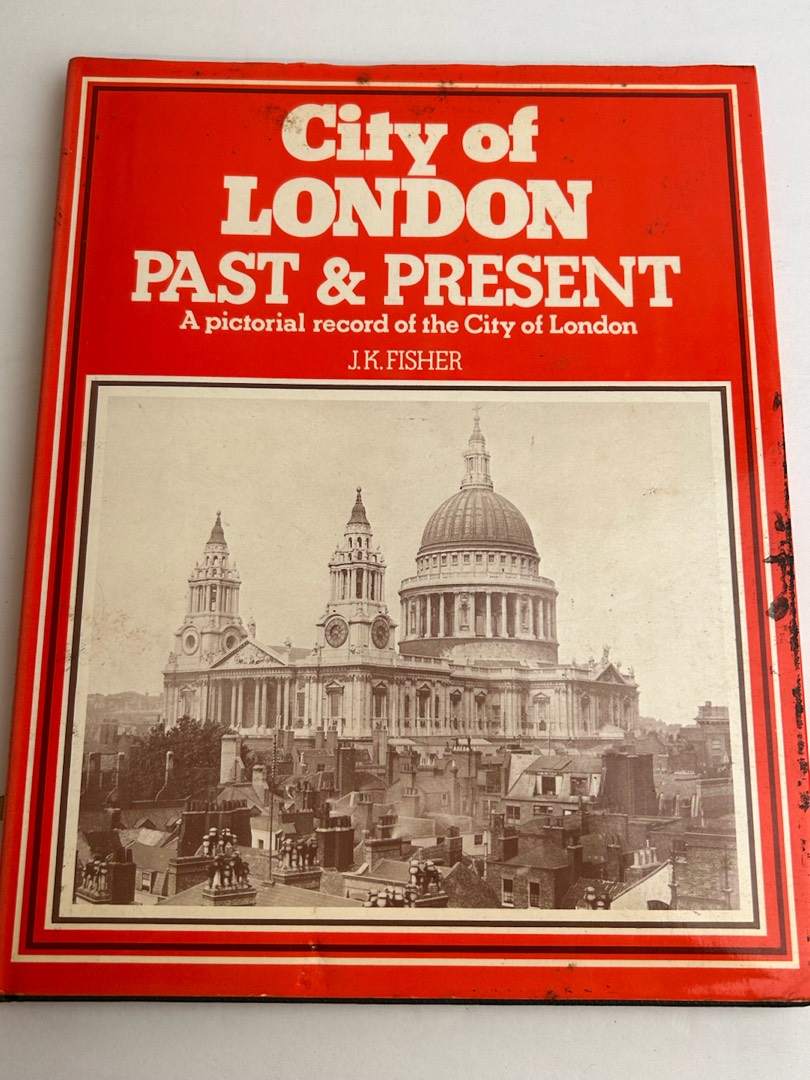 City of
LONDON
PAST & PRESENT
A pictorial record of the City of London
J.K. FISHER